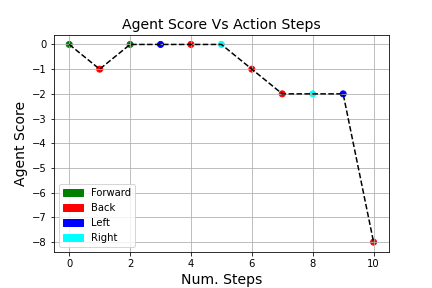 Agent Score Vs Action Steps
Agent Score
0
−1
−2
−3
−4
−5
−6
−7
−8
Forward
Back
Left
Right
0 2 4 6 8 10
Num. Steps